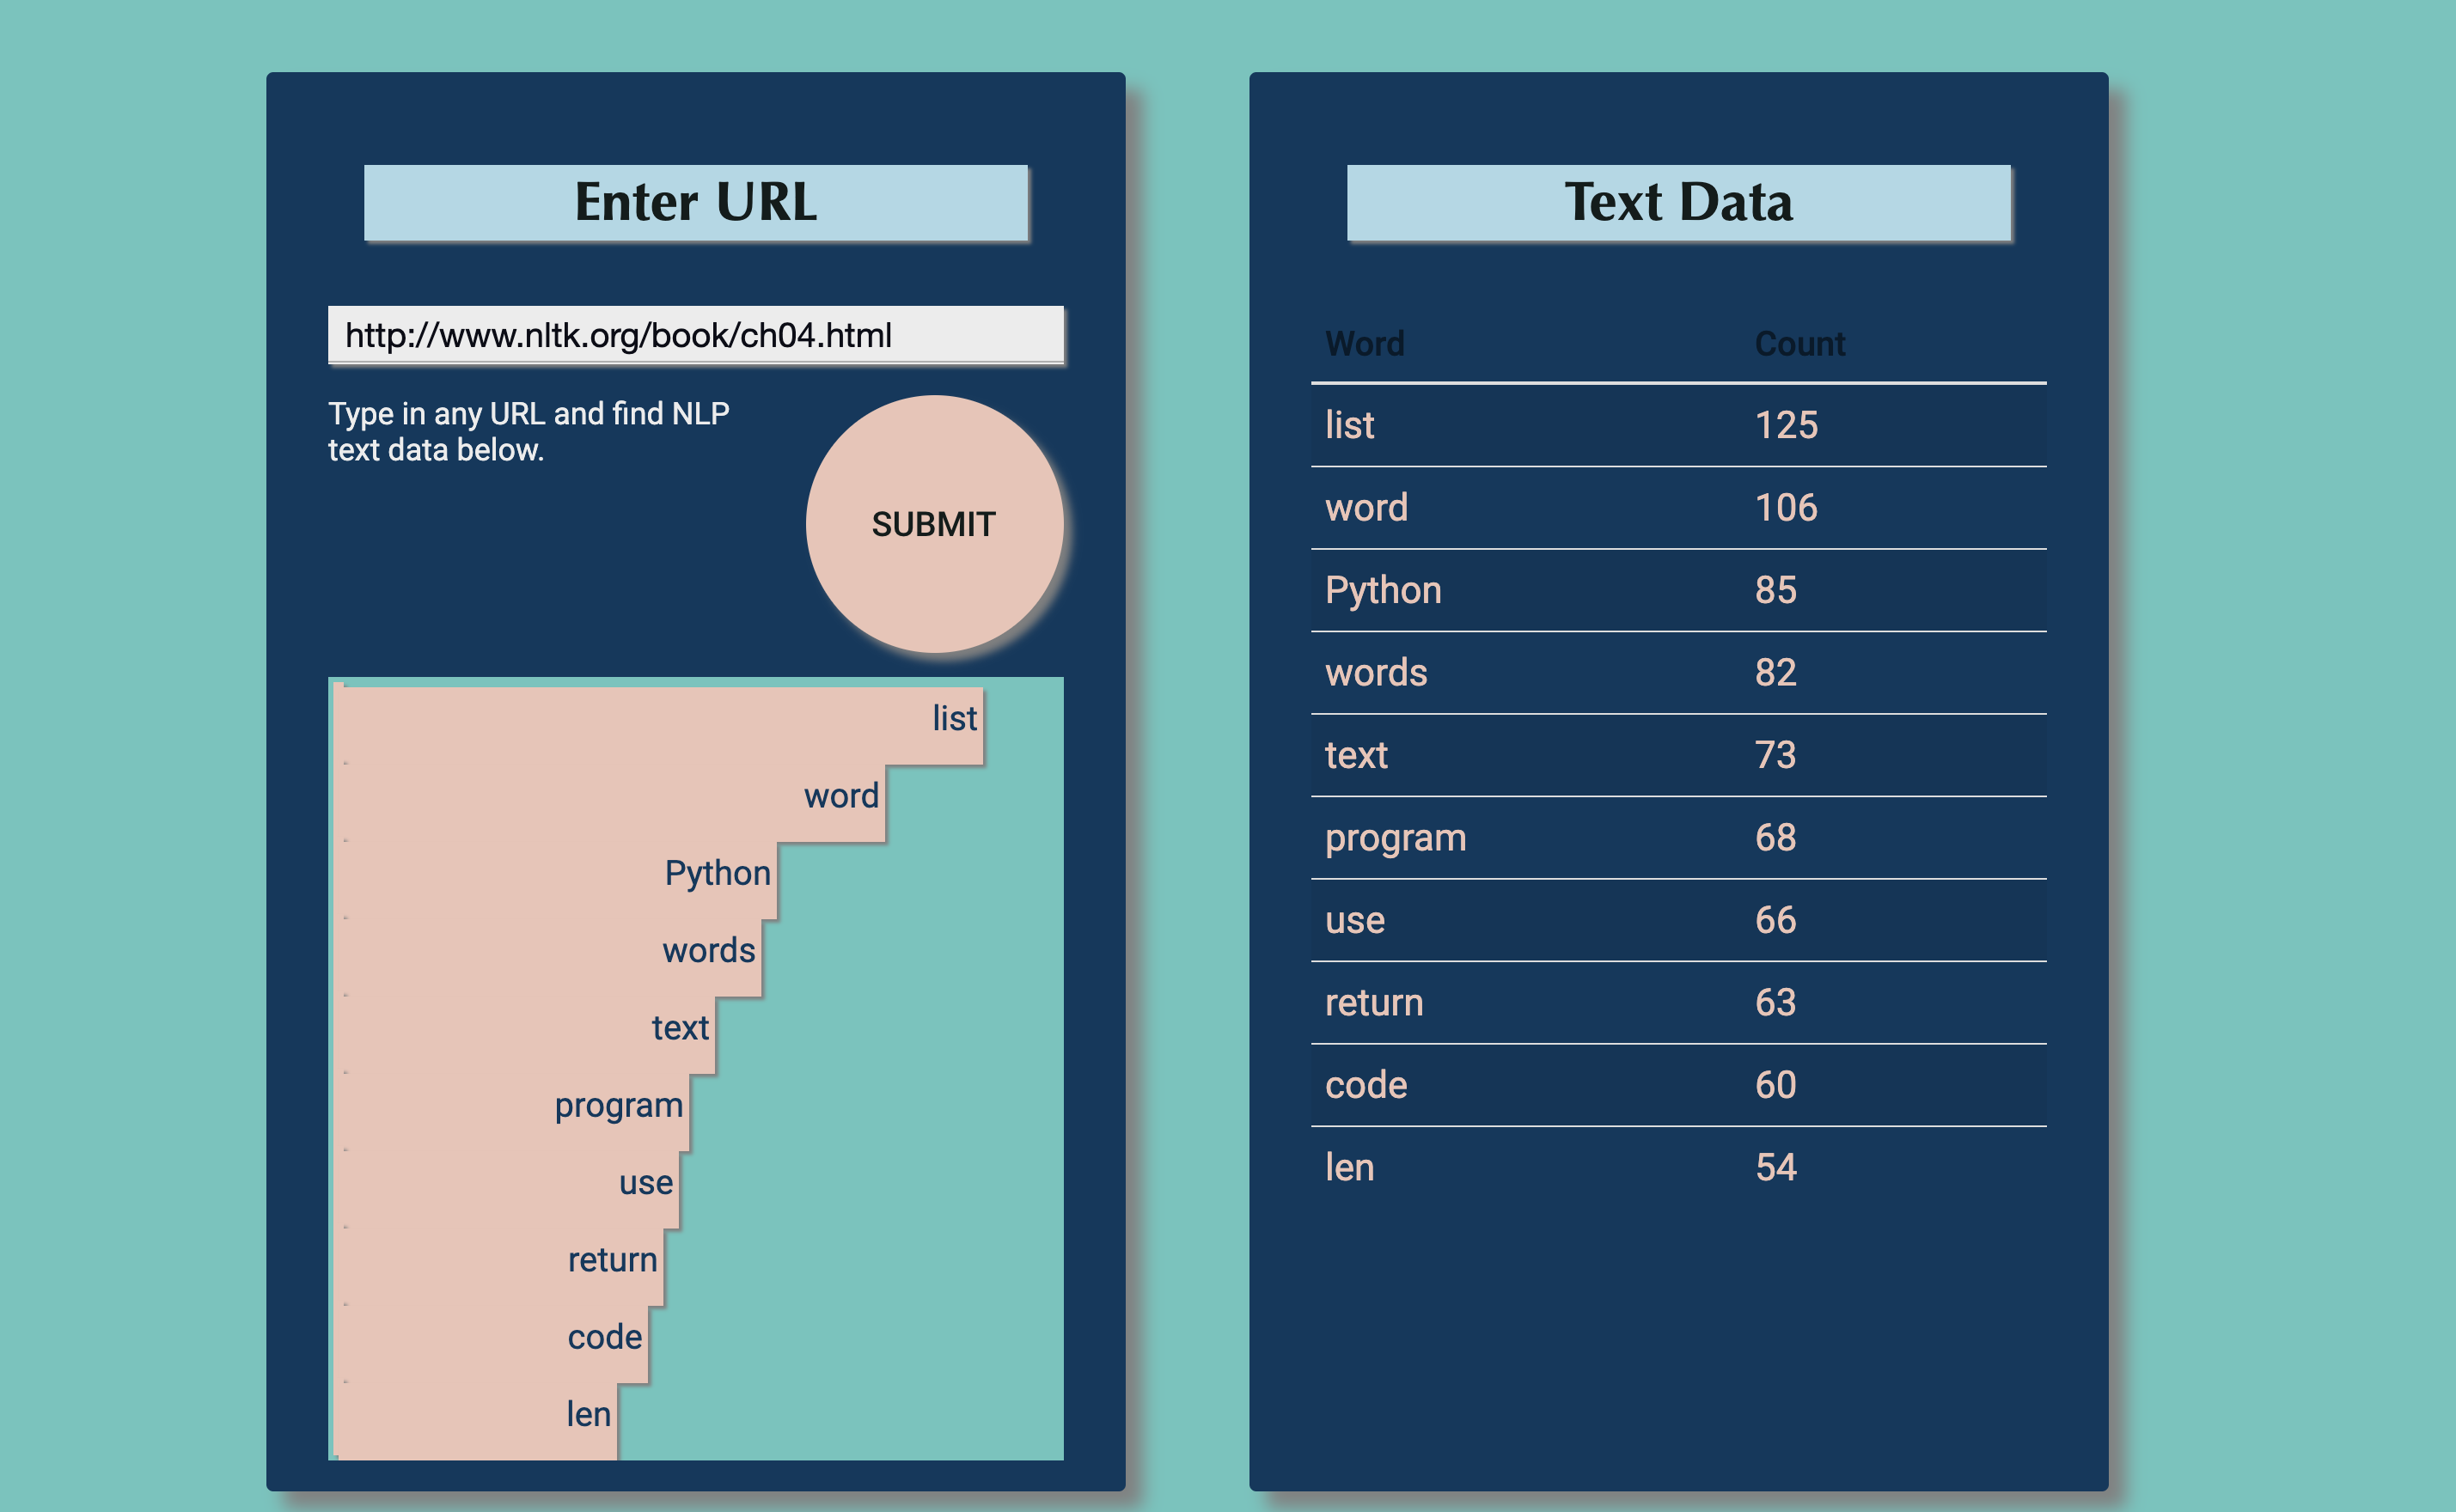 Enter URL
http://www.nltk.org/book/ch04.html
Type in any URL and find NLP
text data below.
SUBMIT
list
word
Python
words
text
program
use
return
code
len
Text Data
Word Count
list 125
word 106
Python 85
words 82
text 73
program 68
use 66
return 63
code 60
len 54